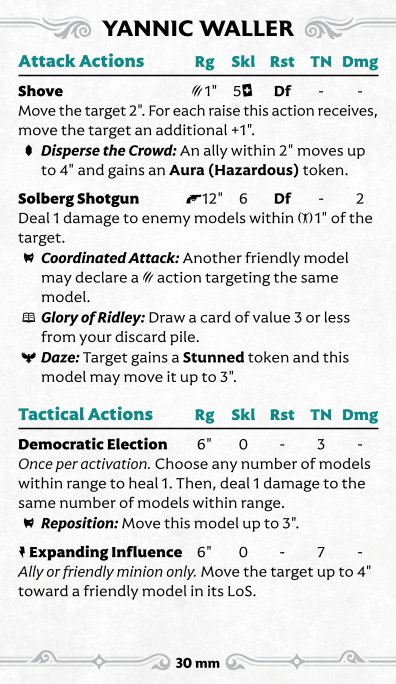 YANNIC WALLER
Attack Actions Rg Skl Rst TN Dmg
Shove 1" 5 Df - -
Move the target 2". For each raise this action receives,
move the target an additional +1".
Disperse the Crowd: An ally within 2" moves up
to 4" and gains an Aura (Hazardous) token.
Solberg Shotgun 12" 6 Df - 2
Deal 1 damage to enemy models within 1" of the
target.
Coordinated Attack: Another friendly model
may declare a action targeting the same
model.
Glory of Ridley: Draw a card of value 3 or less
from your discard pile.
Daze: Target gains a Stunned token and this
model may move it up to 3".
Tactical Actions Rg Skl Rst TN Dmg
Democratic Election 6" 0 - 3 -
Once per activation. Choose any number of models
within range to heal 1. Then, deal 1 damage to the
same number of models within range.
Reposition: Move this model up to 3".
Expanding Influence 6" 0 - 7 -
Ally or friendly minion only. Move the target up to 4"
toward a friendly model in its LoS.
30 mm